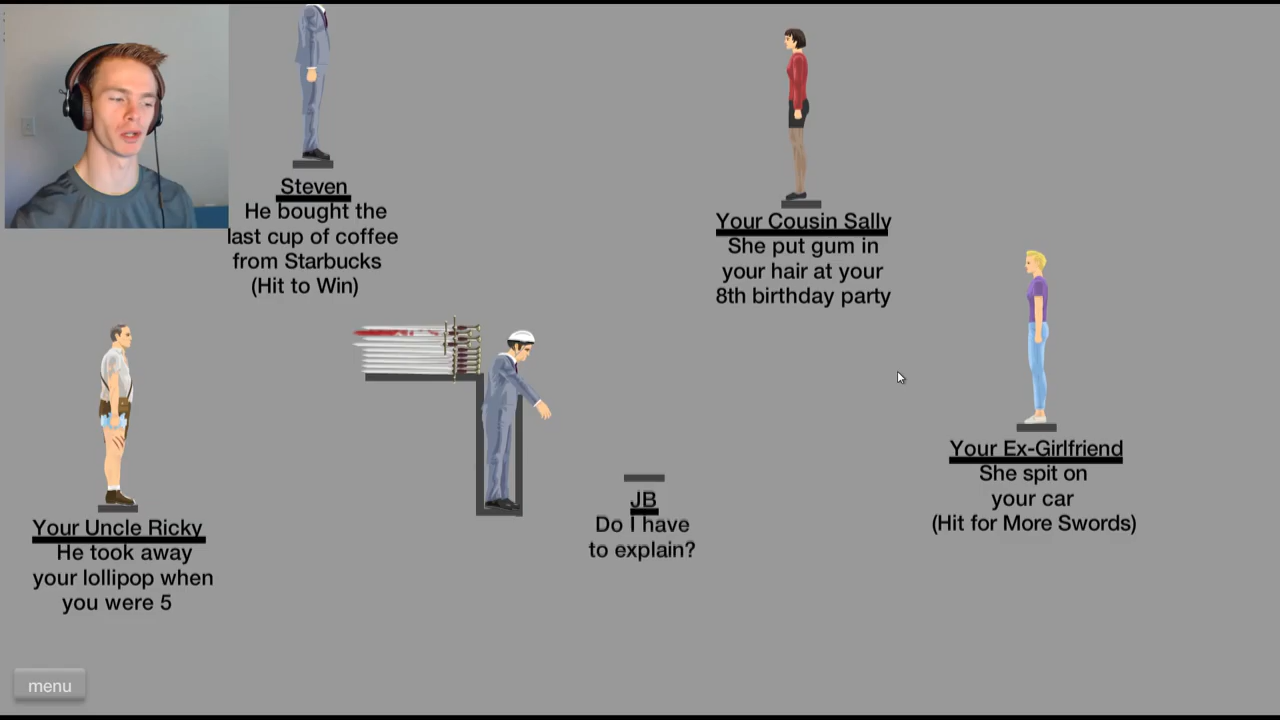 Steven
He bought the
last cup of coffee
from Starbucks
(Hit to Win)
Your Cousin Sally
She put gum in
your hair at your
8th birthday party
Your Ex-Girlfriend
She spit on
your car
(Hit for More Swords)
JB
Do I have
to explain?
Your Uncle Ricky
He took away
your lollipop when
you were 5
menu